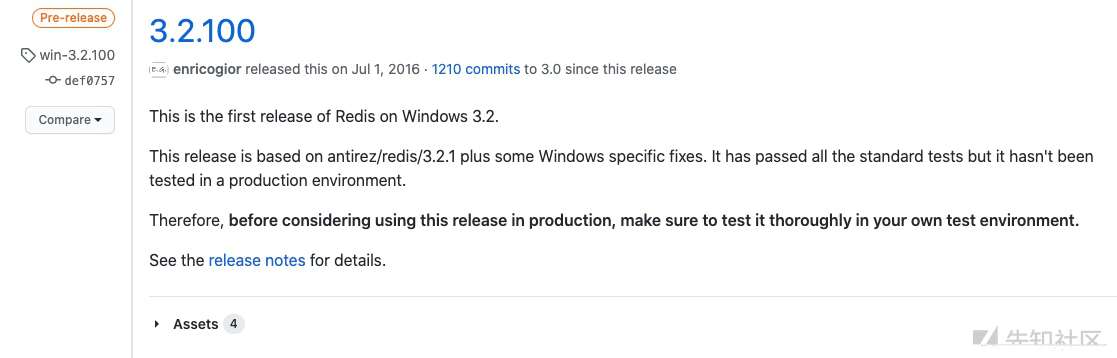 Pre-release
3.2.100
win-3.2.100
enricogior released this on Jul 1, 2016 · 1210 commits to 3.0 since this release
def0757
Compare
This is the first release of Redis on Windows 3.2.
This release is based on antirez/redis/3.2.1 plus some Windows specific fixes. It has passed all the standard tests but it hasn't been
tested in a production environment.
Therefore, before considering using this release in production, make sure to test it thoroughly in your own test environment.
See the release notes for details.
Assets 4
先知社区